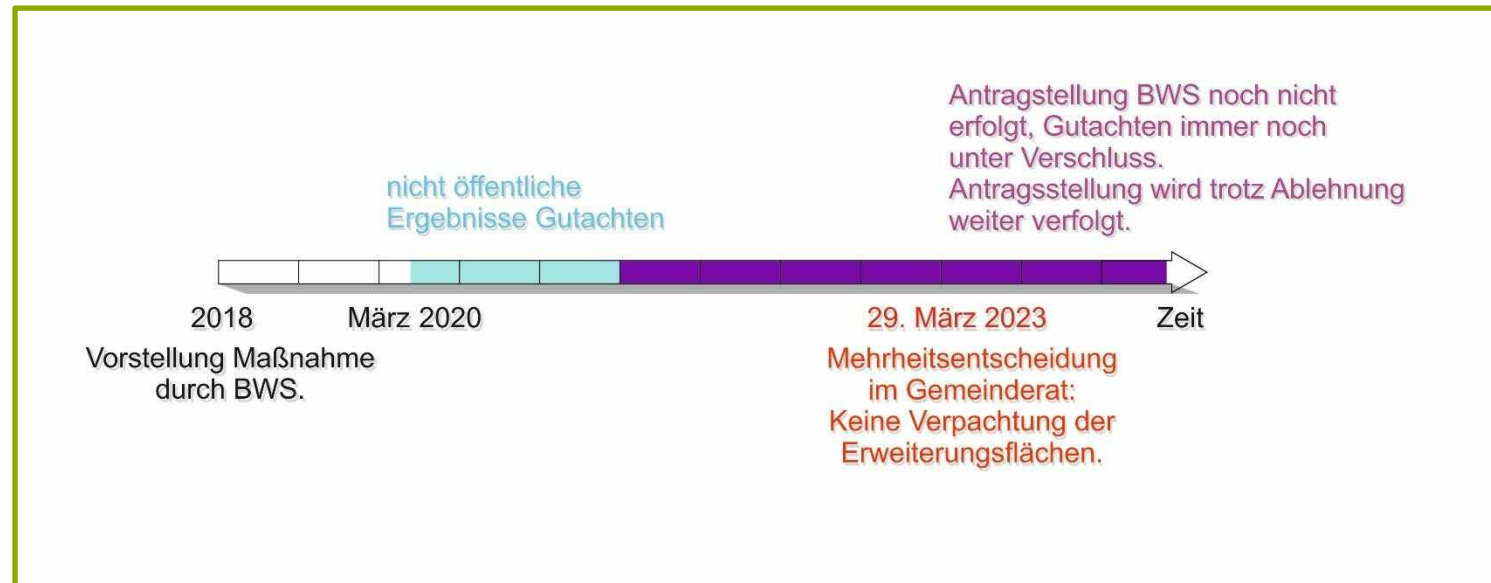 Antragstellung BWS noch nicht
erfolgt, Gutachten immer noch
unter Verschluss.
Antragsstellung wird trotz Ablehnung
weiter verfolgt.
nicht öffentliche
Ergebnisse Gutachten
2018
März 2020
29. März 2023
Zeit
Vorstellung Maßnahme
durch BWS.
Mehrheitsentscheidung
im Gemeinderat:
Keine Verpachtung der
Erweiterungsflächen.